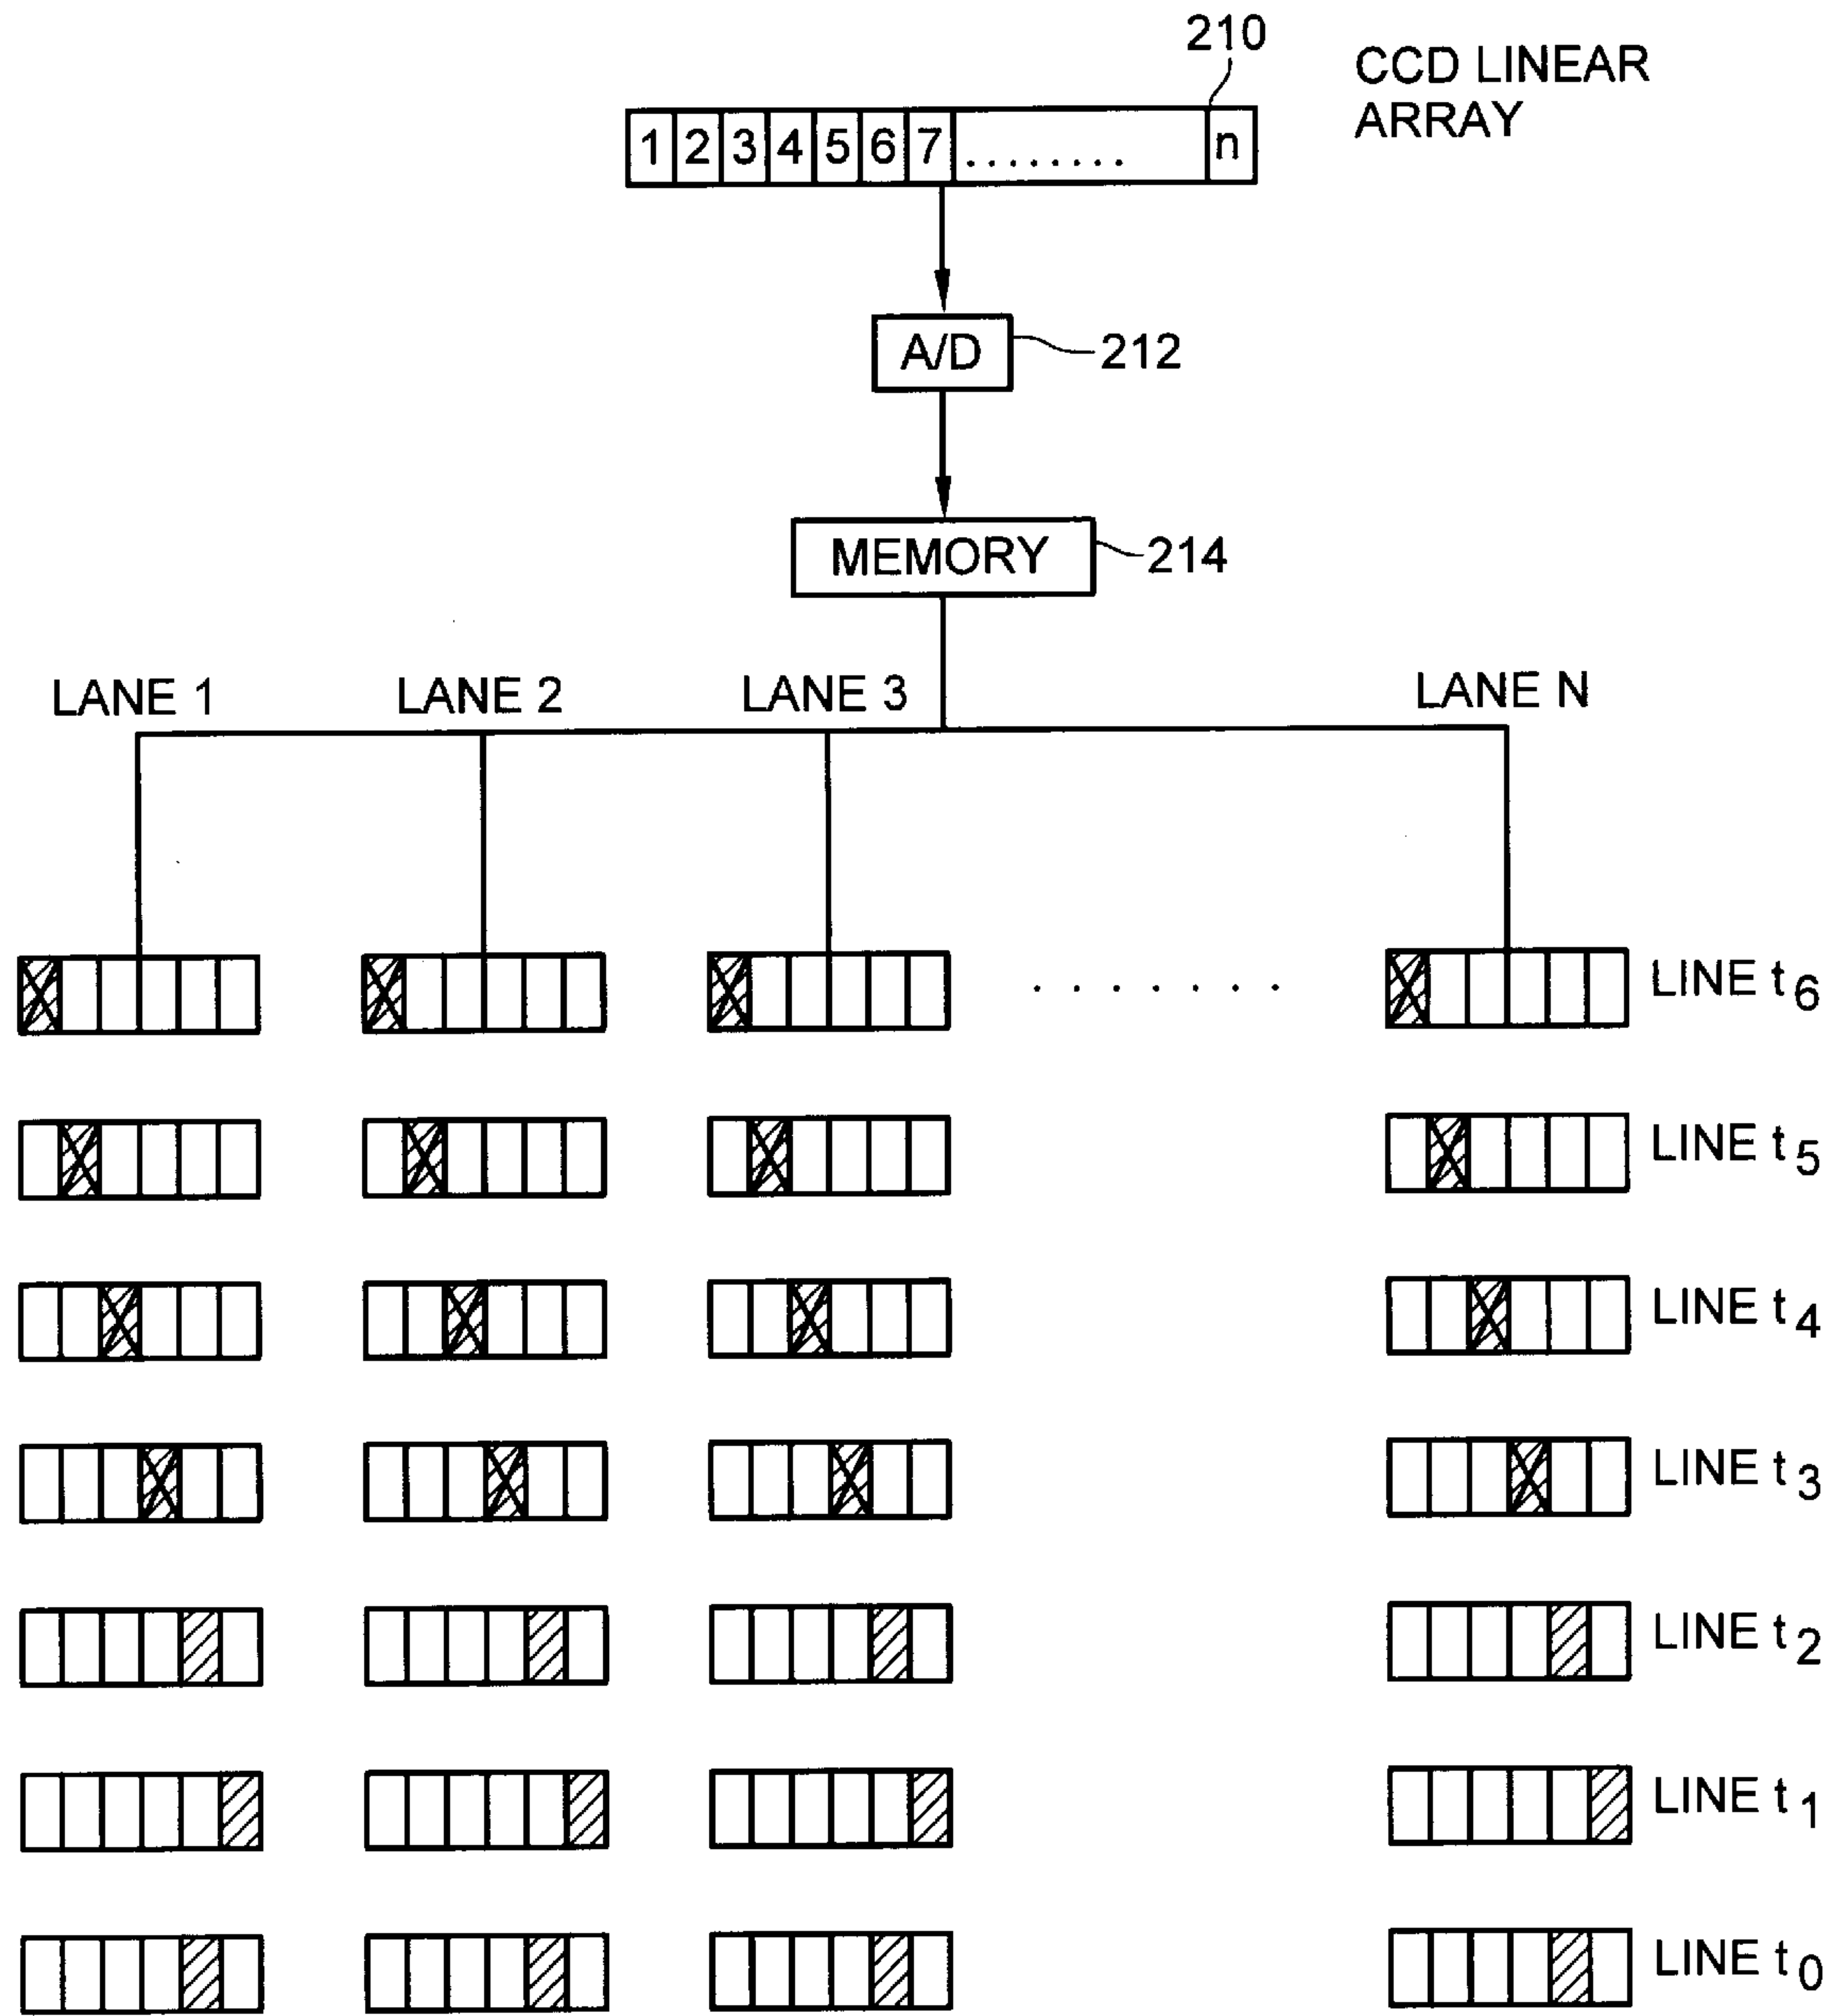 210
CCD LINEAR
ARRAY
1 2 3 4 5 6 7 ........ n
A/D
212
MEMORY
214
LANE 1 LANE 2 LANE 3 LANE N
....... LINE t6
LINE t5
LINE t4
LINE t3
LINE t2
LINE t1
LINE t0